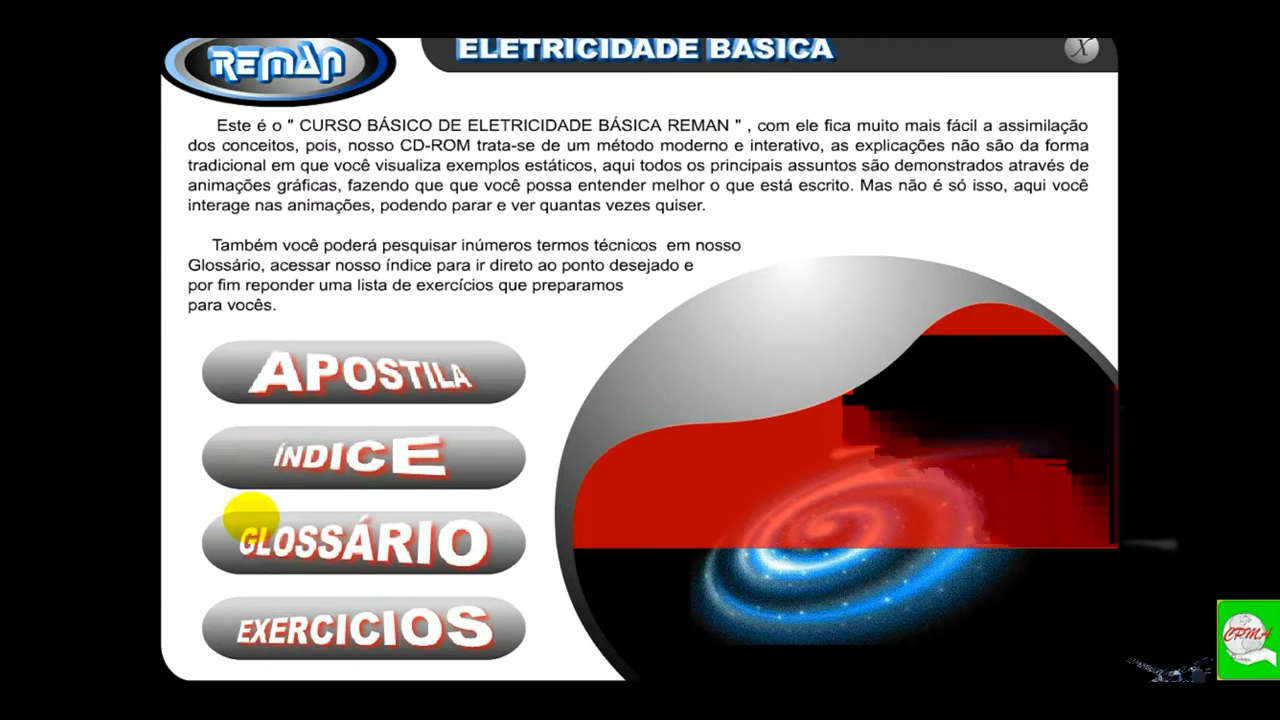 REMAN
ELETRICIDADE BÁSICA
X
Este é o " CURSO BÁSICO DE ELETRICIDADE BÁSICA REMAN " , com ele fica muito mais fácil a assimilação
dos conceitos, pois, nosso CD-ROM trata-se de um método moderno e interativo, as explicações não são da forma
tradicional em que você visualiza exemplos estáticos, aqui todos os principais assuntos são demonstrados através de
animações gráficas, fazendo que que você possa entender melhor o que está escrito. Mas não é só isso, aqui você
interage nas animações, podendo parar e ver quantas vezes quiser.
Também você poderá pesquisar inúmeros termos técnicos em nosso
Glossário, acessar nosso índice para ir direto ao ponto desejado e
por fim reponder uma lista de exercícios que preparamos
para vocês.
APOSTILA
ÍNDICE
GLOSSÁRIO
EXERCICIOS
CPMA